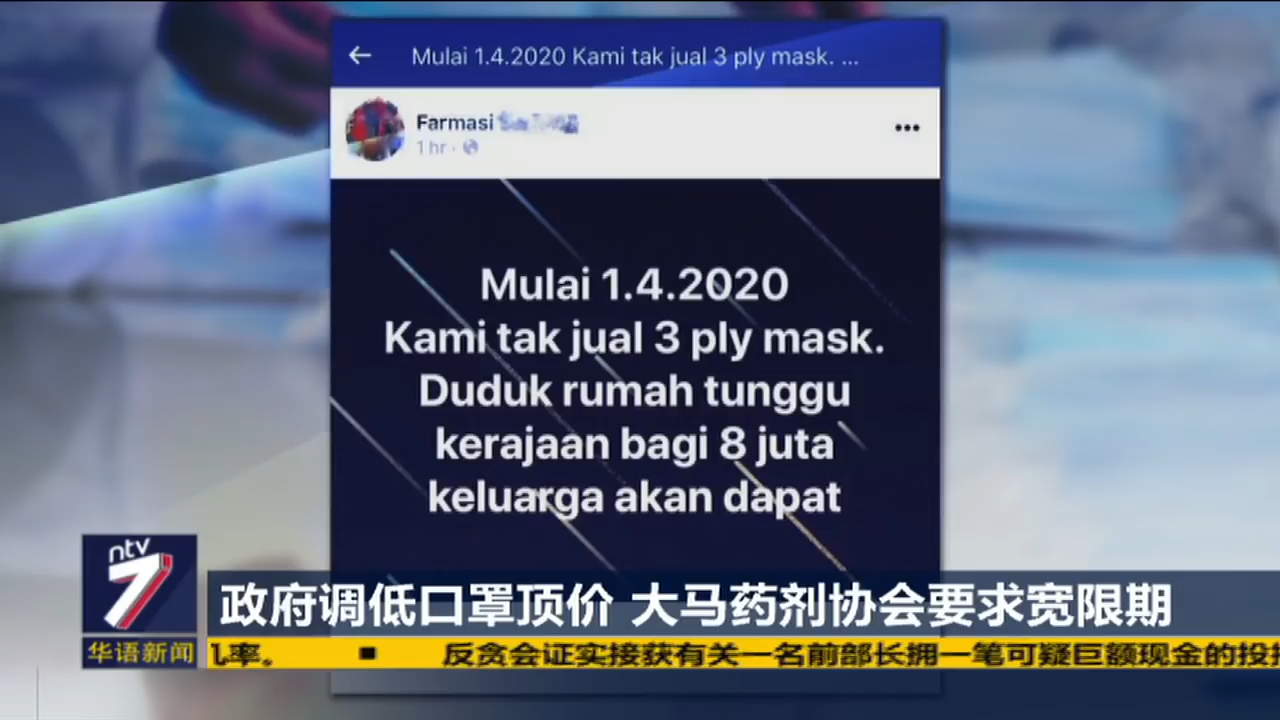 Mulai 1.4.2020 Kami tak jual 3 ply mask. ...
Farmasi
1 hr ·
Mulai 1.4.2020
Kami tak jual 3 ply mask.
Duduk rumah tunggu
kerajaan bagi 8 juta
keluarga akan dapat
ntv
7
华语新闻
政府调低口罩顶价 大马药剂协会要求宽限期
率。 ■ 反贪会证实接获有关一名前部长拥一笔可疑巨额现金的投